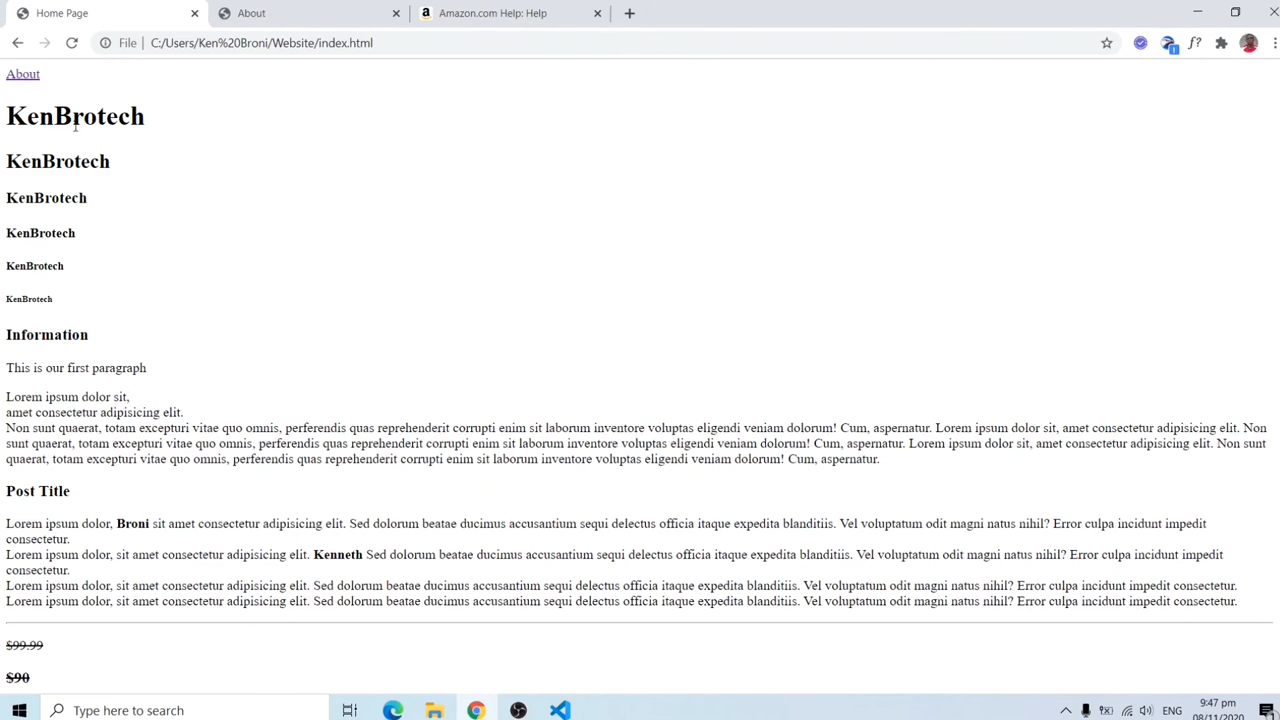 Home Page
About
Amazon.com Help: Help
File
C:/Users/Ken%20Broni/Website/index.html
f?
1
About
KenBrotech
KenBrotech
KenBrotech
KenBrotech
KenBrotech
KenBrotech
Information
This is our first paragraph
Lorem ipsum dolor sit,
amet consectetur adipisicing elit.
Non sunt quaerat, totam excepturi vitae quo omnis, perferendis quas reprehenderit corrupti enim sit laborum inventore voluptas eligendi veniam dolorum! Cum, aspernatur. Lorem ipsum dolor sit, amet consectetur adipisicing elit. Non
sunt quaerat, totam excepturi vitae quo omnis, perferendis quas reprehenderit corrupti enim sit laborum inventore voluptas eligendi veniam dolorum! Cum, aspernatur. Lorem ipsum dolor sit, amet consectetur adipisicing elit. Non sunt
quaerat, totam excepturi vitae quo omnis, perferendis quas reprehenderit corrupti enim sit laborum inventore voluptas eligendi veniam dolorum! Cum, aspernatur.
Post Title
Lorem ipsum dolor, Broni sit amet consectetur adipisicing elit. Sed dolorum beatae ducimus accusantium sequi delectus officia itaque expedita blanditiis. Vel voluptatum odit magni natus nihil? Error culpa incidunt impedit
consectetur.
Lorem ipsum dolor, sit amet consectetur adipisicing elit. Kenneth Sed dolorum beatae ducimus accusantium sequi delectus officia itaque expedita blanditiis. Vel voluptatum odit magni natus nihil? Error culpa incidunt impedit
consectetur.
Lorem ipsum dolor, sit amet consectetur adipisicing elit. Sed dolorum beatae ducimus accusantium sequi delectus officia itaque expedita blanditiis. Vel voluptatum odit magni natus nihil? Error culpa incidunt impedit consectetur.
Lorem ipsum dolor, sit amet consectetur adipisicing elit. Sed dolorum beatae ducimus accusantium sequi delectus officia itaque expedita blanditiis. Vel voluptatum odit magni natus nihil? Error culpa incidunt impedit consectetur.
$99.99
$90
Type here to search
ENG
9:47 pm
08/11/2020